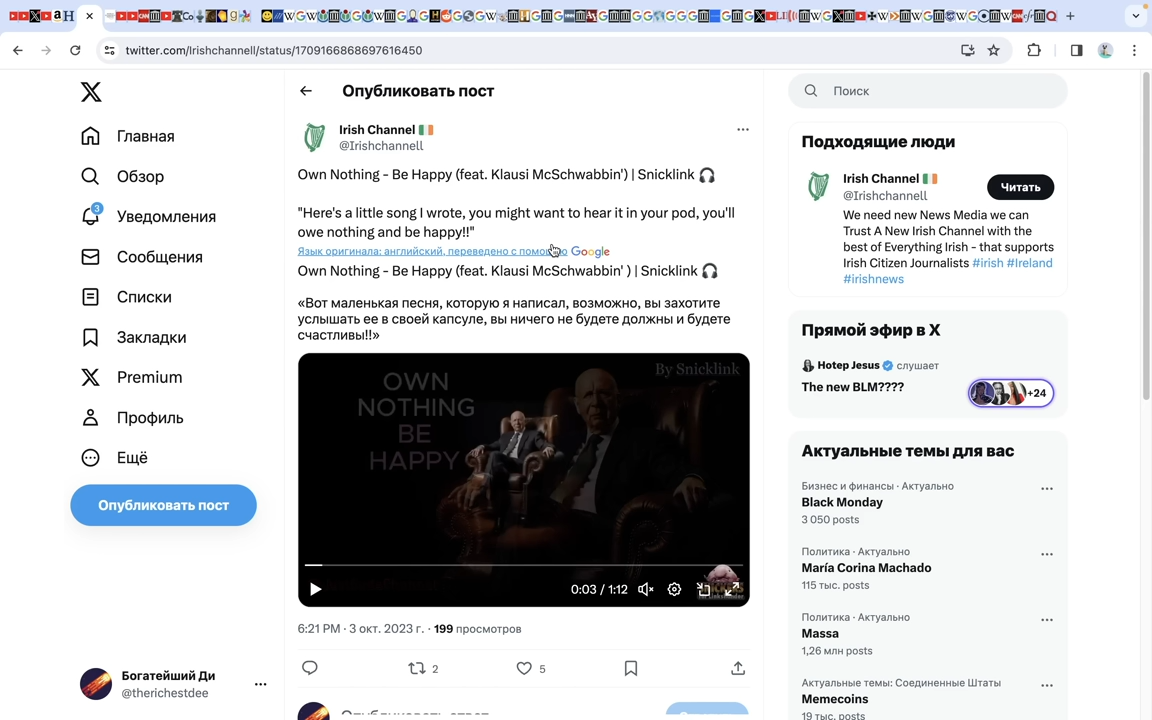 twitter.com/Irishchannell/status/1709166868697616450
Главная
Обзор
3
Уведомления
Сообщения
Списки
Закладки
Premium
Профиль
Ещё
Опубликовать пост
Богатейший Ди
@therichestdee
Опубликовать пост
Irish Channel
@Irishchannell
Own Nothing - Be Happy (feat. Klausi McSchwabbin') | Snicklink
"Here's a little song I wrote, you might want to hear it in your pod, you'll
owe nothing and be happy!!"
Язык оригинала: английский, переведено с помощью Google
Own Nothing - Be Happy (feat. Klausi McSchwabbin' ) | Snicklink
«Вот маленькая песня, которую я написал, возможно, вы захотите
услышать ее в своей капсуле, вы ничего не будете должны и будете
счастливы!!»
By Snicklink
OWN
NOTHING
BE
HAPPY
0:03 / 1:12
6:21 PM · 3 окт. 2023 г. · 199 просмотров
2
5
Опубликовать ответ
Поиск
Подходящие люди
Irish Channel
@Irishchannell
Читать
We need new News Media we can
Trust A New Irish Channel with the
best of Everything Irish - that supports
Irish Citizen Journalists #irish #Ireland
#irishnews
Прямой эфир в X
Hotep Jesus слушает
The new BLM????
+24
Актуальные темы для вас
Бизнес и финансы · Актуально
Black Monday
3 050 posts
Политика · Актуально
María Corina Machado
115 тыс. posts
Политика · Актуально
Massa
1,26 млн posts
Актуальные темы: Соединенные Штаты
Memecoins
19 тыс. posts